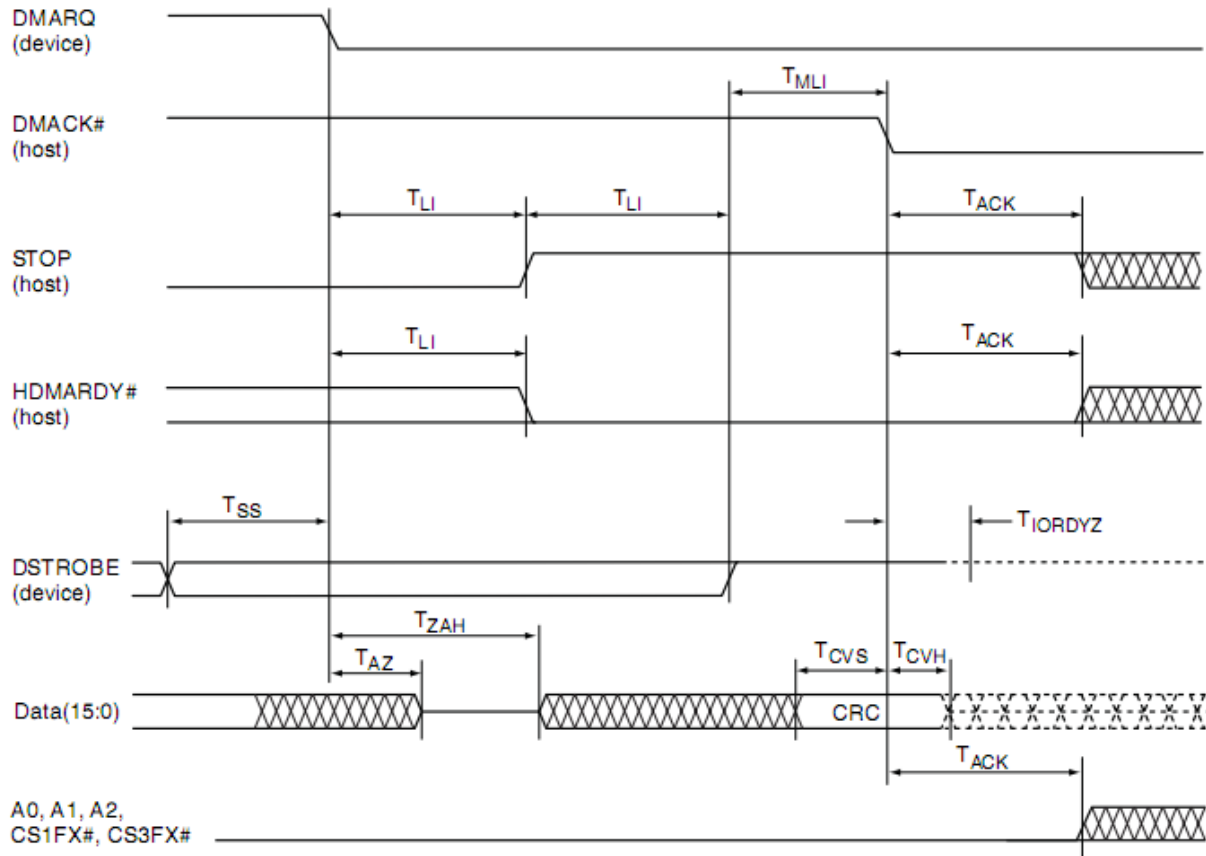 DMARQ
(device)
TMLI
DMACK#
(host)
TLI TLI TACK
STOP
(host)
TLI TACK
HDMARDY#
(host)
TSS TIORDYZ
DSTROBE
(device)
TZAH
TAZ TCVS TCVH
Data(15:0) CRC
TACK
A0, A1, A2,
CS1FX#, CS3FX#